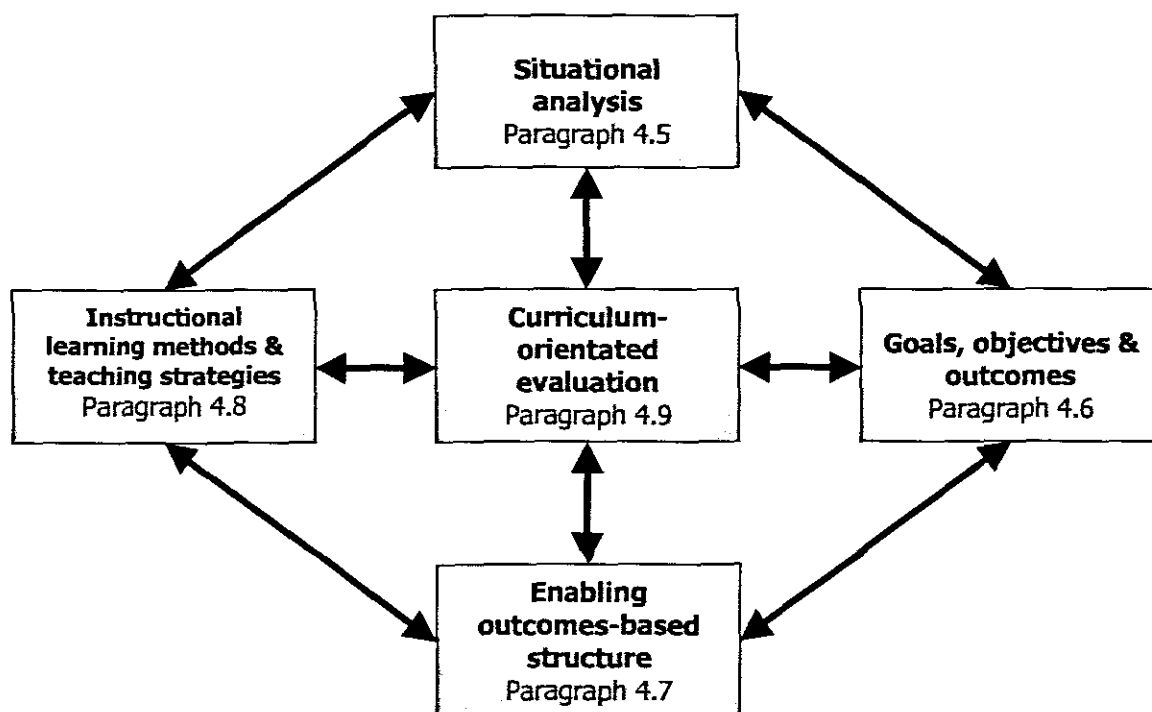 Situational
analysis
Paragraph 4.5
Instructional
learning methods &
teaching strategies
Paragraph 4.8
Curriculum-
orientated
evaluation
Paragraph 4.9
Goals, objectives &
outcomes
Paragraph 4.6
Enabling
outcomes-based
structure
Paragraph 4.7